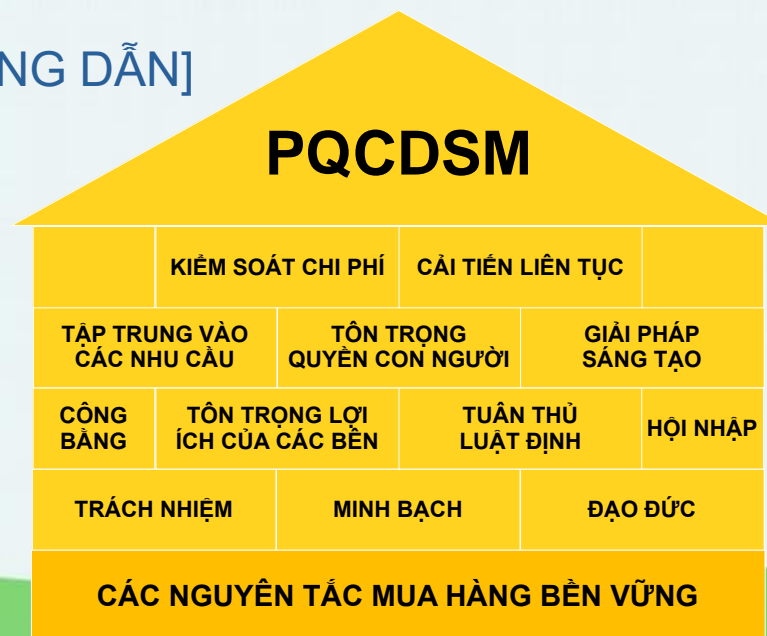 NG DẪN]
PQCDSM
KIỂM SOÁT CHI PHÍ
CẢI TIẾN LIÊN TỤC
TẬP TRUNG VÀO
CÁC NHU CẦU
TÔN TRỌNG
QUYỀN CON NGƯỜI
GIẢI PHÁP
SÁNG TẠO
CÔNG
BẰNG
TÔN TRỌNG LỢI
ÍCH CỦA CÁC BÊN
TUÂN THỦ
LUẬT ĐỊNH
HỘI NHẬP
TRÁCH NHIỆM
MINH BẠCH
ĐẠO ĐỨC
CÁC NGUYÊN TẮC MUA HÀNG BỀN VỮNG